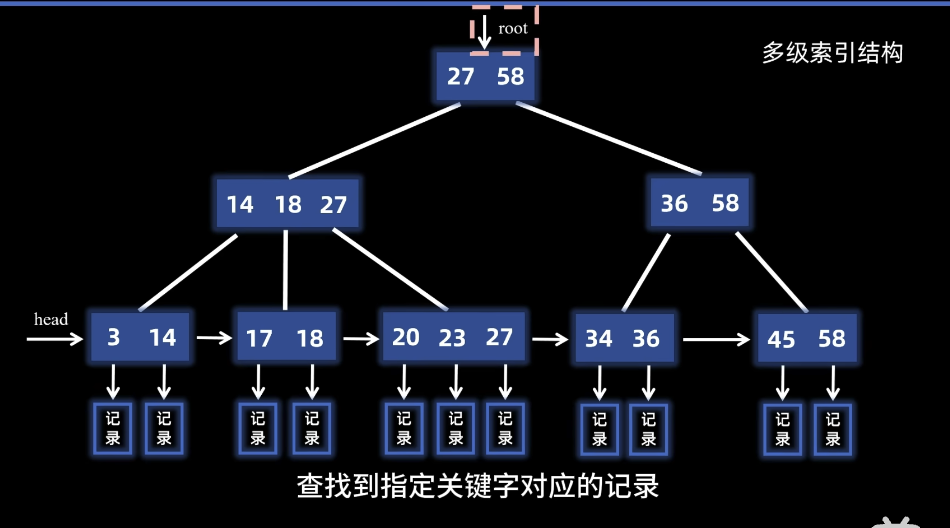 root
多级索引结构
27 58
14 18 27
36 58
head
3 14
17 18
20 23 27
34 36
45 58
记录
记录
记录
记录
记录
记录
记录
记录
记录
记录
记录
查找到指定关键字对应的记录